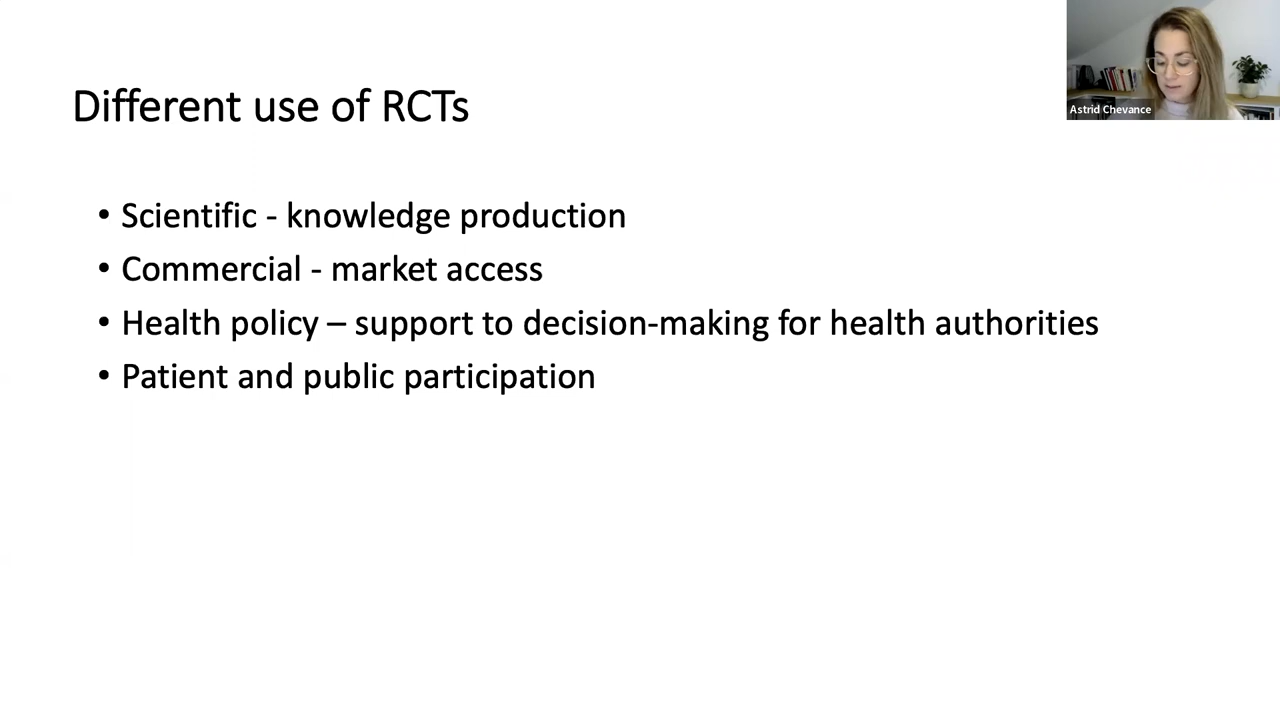 Different use of RCTs
Astrid Chevance
• Scientific - knowledge production
• Commercial - market access
• Health policy – support to decision-making for health authorities
• Patient and public participation